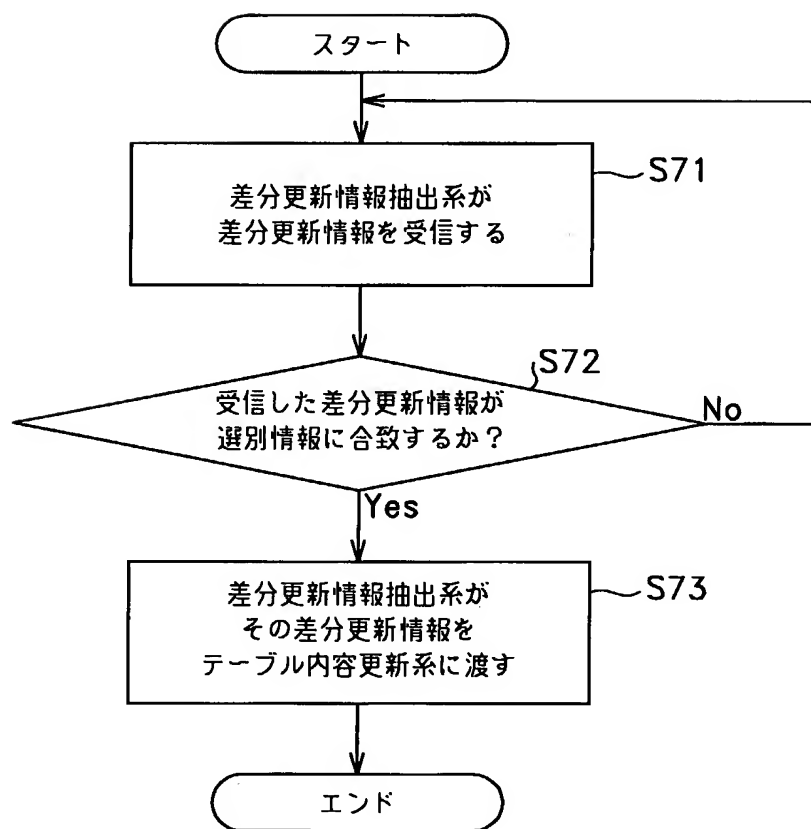 スタート
差分更新情報抽出系が
差分更新情報を受信する
S71
受信した差分更新情報が
選別情報に合致するか？
S72
No
Yes
差分更新情報抽出系が
その差分更新情報を
テーブル内容更新系に渡す
S73
エンド